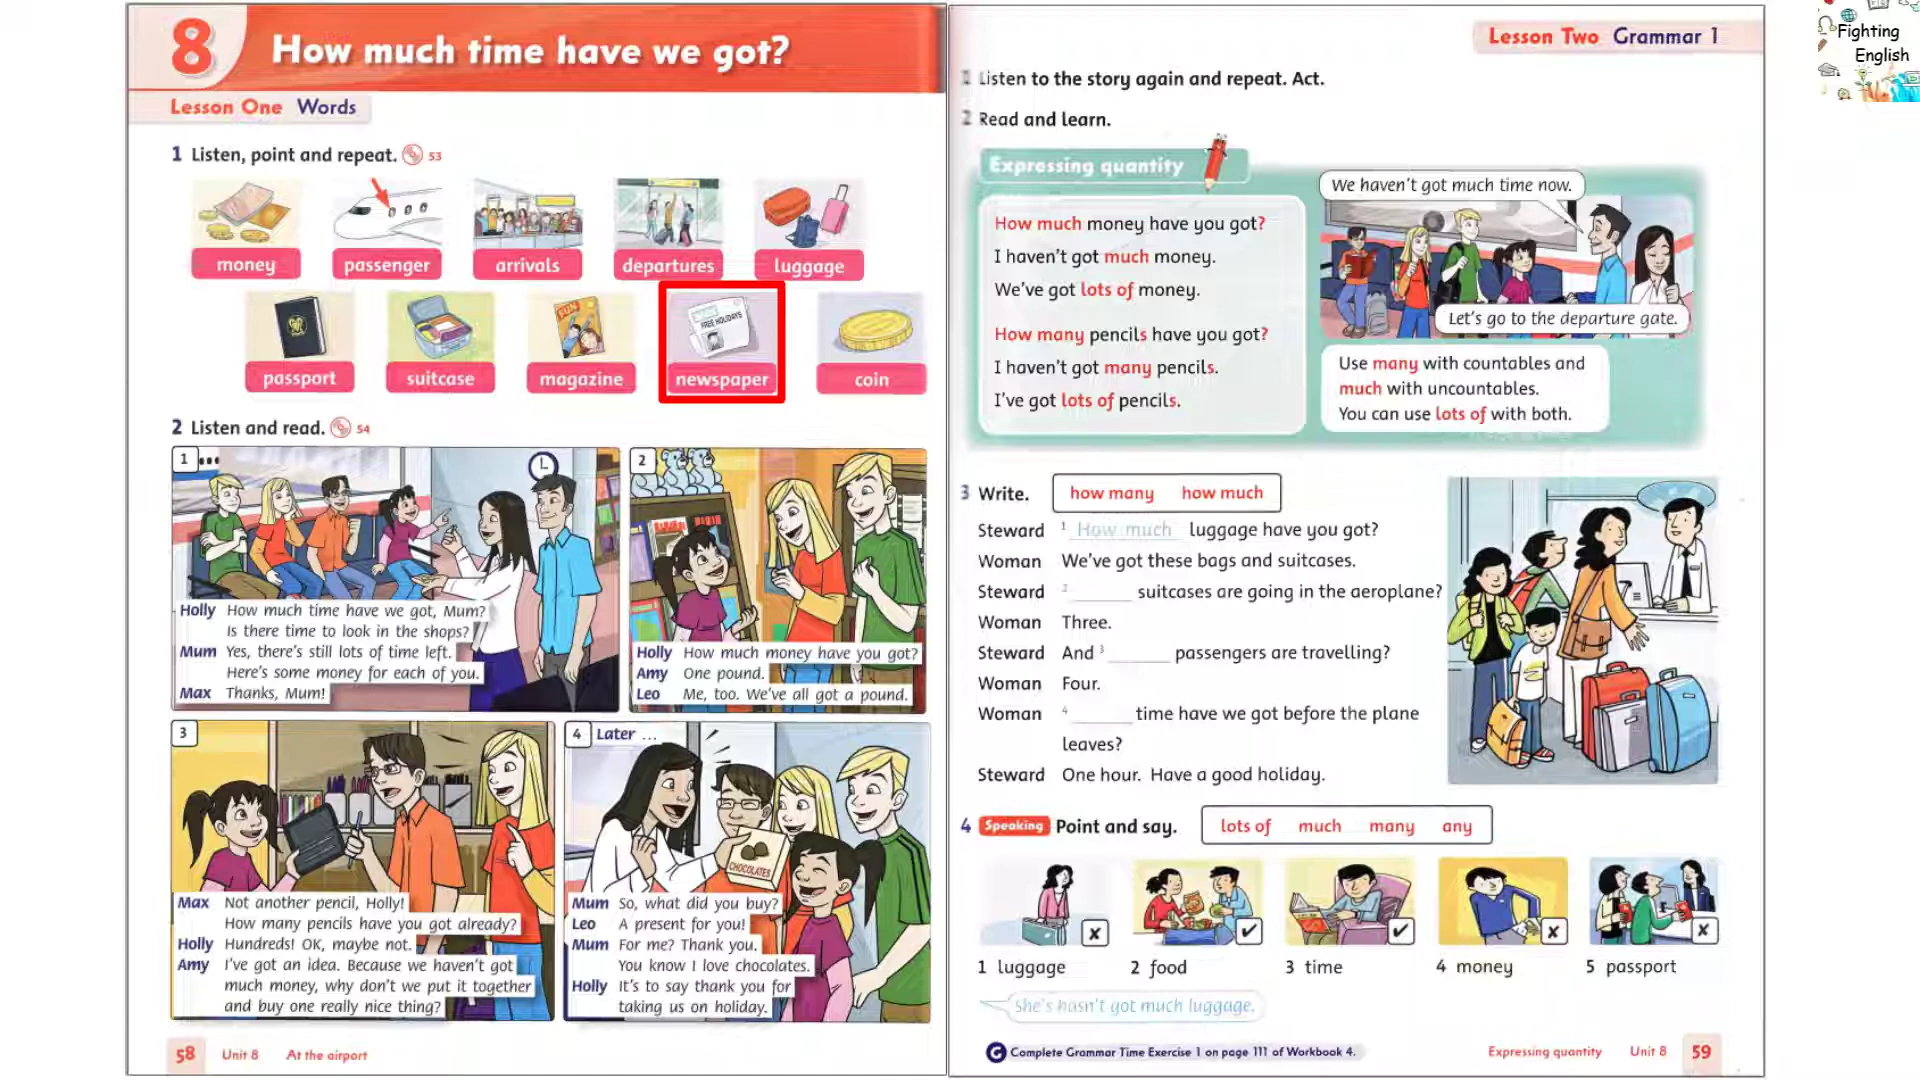 8 How much time have we got?
Lesson One Words
1 Listen, point and repeat. 53
money
passenger
arrivals
departures
luggage
FUN
FREE HOLIDAYS
passport
suitcase
magazine
newspaper
coin
2 Listen and read. 54
1
Holly How much time have we got, Mum?
Is there time to look in the shops?
Mum Yes, there's still lots of time left.
Here's some money for each of you.
Max Thanks, Mum!
2
Holly How much money have you got?
Amy One pound.
Leo Me, too. We've all got a pound.
3
Max Not another pencil, Holly!
How many pencils have you got already?
Holly Hundreds! OK, maybe not.
Amy I've got an idea. Because we haven't got
much money, why don't we put it together
and buy one really nice thing?
4 Later ...
CHOCOLATES
Mum So, what did you buy?
Leo A present for you!
Mum For me? Thank you.
You know I love chocolates.
Holly It's to say thank you for
taking us on holiday.
58 Unit 8 At the airport
Lesson Two Grammar 1
Fighting
English
1 Listen to the story again and repeat. Act.
2 Read and learn.
Expressing quantity
How much money have you got?
I haven't got much money.
We've got lots of money.
How many pencils have you got?
I haven't got many pencils.
I've got lots of pencils.
We haven't got much time now.
Let's go to the departure gate.
Use many with countables and
much with uncountables.
You can use lots of with both.
3 Write. how many how much
Steward 1 How much luggage have you got?
Woman We've got these bags and suitcases.
Steward 2 ______ suitcases are going in the aeroplane?
Woman Three.
Steward And 3 ______ passengers are travelling?
Woman Four.
Woman 4 ______ time have we got before the plane
leaves?
Steward One hour. Have a good holiday.
4 Speaking Point and say. lots of much many any
✗ ✓ ✓ ✗ ✗
1 luggage 2 food 3 time 4 money 5 passport
She's hasn't got much luggage.
G Complete Grammar Time Exercise 1 on page 111 of Workbook 4.
Expressing quantity Unit 8 59